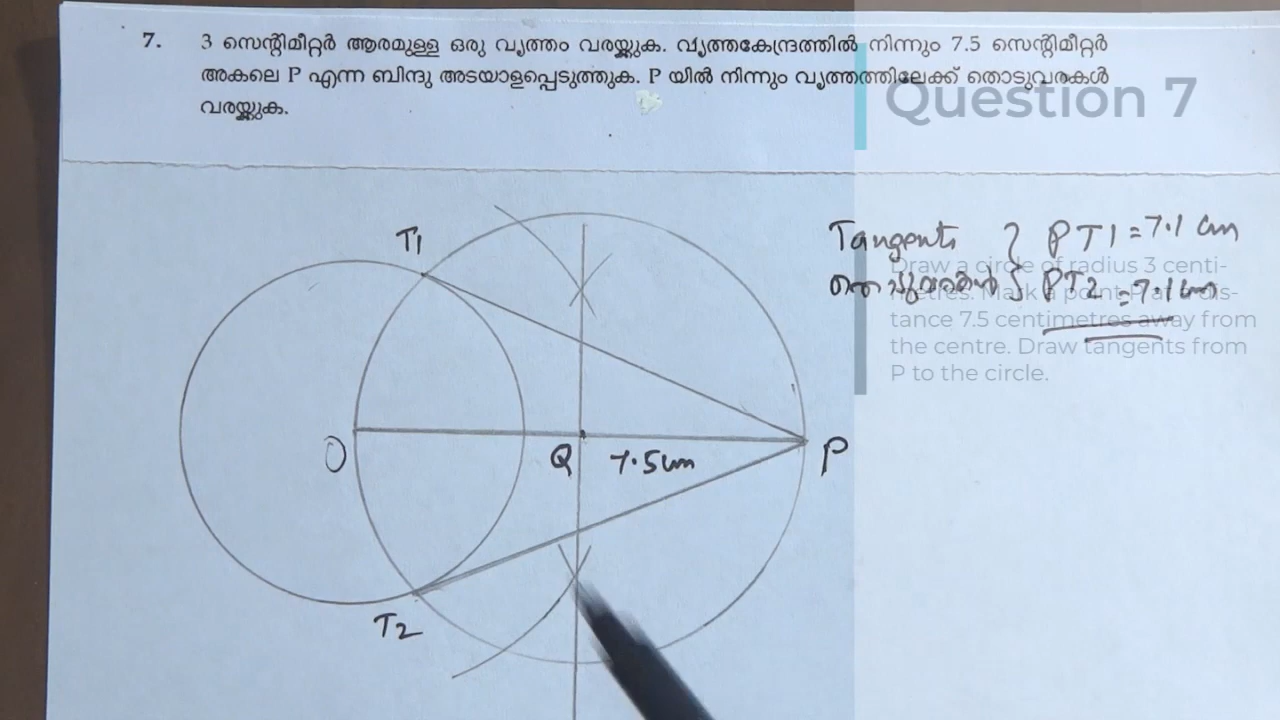 7. 3 സെന്റിമീറ്റർ ആരമുള്ള ഒരു വൃത്തം വരയ്ക്കുക. വൃത്തകേന്ദ്രത്തിൽ നിന്നും 7.5 സെന്റിമീറ്റർ
അകലെ P എന്ന ബിന്ദു അടയാളപ്പെടുത്തുക. P യിൽ നിന്നും വൃത്തത്തിലേക്ക് തൊടുവരകൾ
വരയ്ക്കുക.
Question 7
T1
Tangents } PT1 = 7.1 cm
തൊടുവരകൾ } PT2 = 7.1 cm
Draw a circle of radius 3 centi-
metres. Mark a point P at a dis-
tance 7.5 centimetres away from
the centre. Draw tangents from
P to the circle.
O Q 7.5 cm P
T2